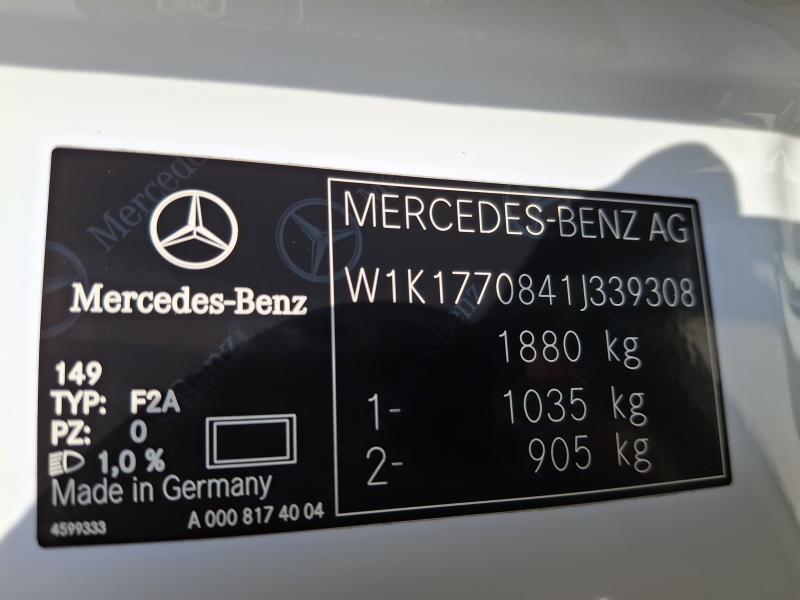 Mercedes-Benz
149
TYP: F2A
PZ: 0
1,0 %
Made in Germany
4599333
A 000 817 40 04
MERCEDES-BENZ AG
W1K1770841J339308
1880 kg
1- 1035 kg
2- 905 kg